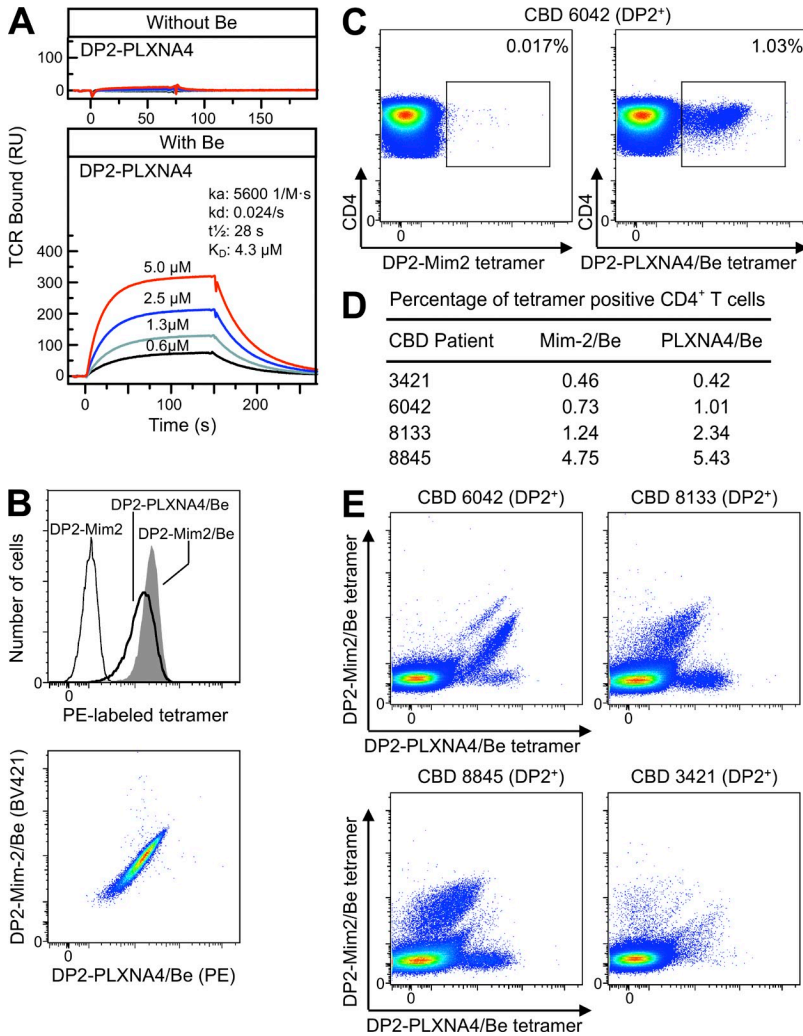 A
Without Be
DP2-PLXNA4
100
0
0 50 100 150
With Be
DP2-PLXNA4
ka: 5600 1/M·s
kd: 0.024/s
t½: 28 s
KD: 4.3 µM
TCR Bound (RU)
400
300
200
100
0
5.0 µM
2.5 µM
1.3µM
0.6µM
0 50 100 150 200
Time (s)
B
DP2-PLXNA4/Be
DP2-Mim2
DP2-Mim2/Be
Number of cells
0
0
PE-labeled tetramer
DP2-Mim-2/Be (BV421)
0
0
DP2-PLXNA4/Be (PE)
C
CBD 6042 (DP2+)
0.017%
1.03%
CD4
0
0
DP2-Mim2 tetramer
CD4
0
0
DP2-PLXNA4/Be tetramer
D
Percentage of tetramer positive CD4+ T cells
CBD Patient Mim-2/Be PLXNA4/Be
3421 0.46 0.42
6042 0.73 1.01
8133 1.24 2.34
8845 4.75 5.43
E
CBD 6042 (DP2+) CBD 8133 (DP2+)
DP2-Mim2/Be tetramer
0
0 0
DP2-PLXNA4/Be tetramer
CBD 8845 (DP2+) CBD 3421 (DP2+)
DP2-Mim2/Be tetramer
0
0 0
DP2-PLXNA4/Be tetramer